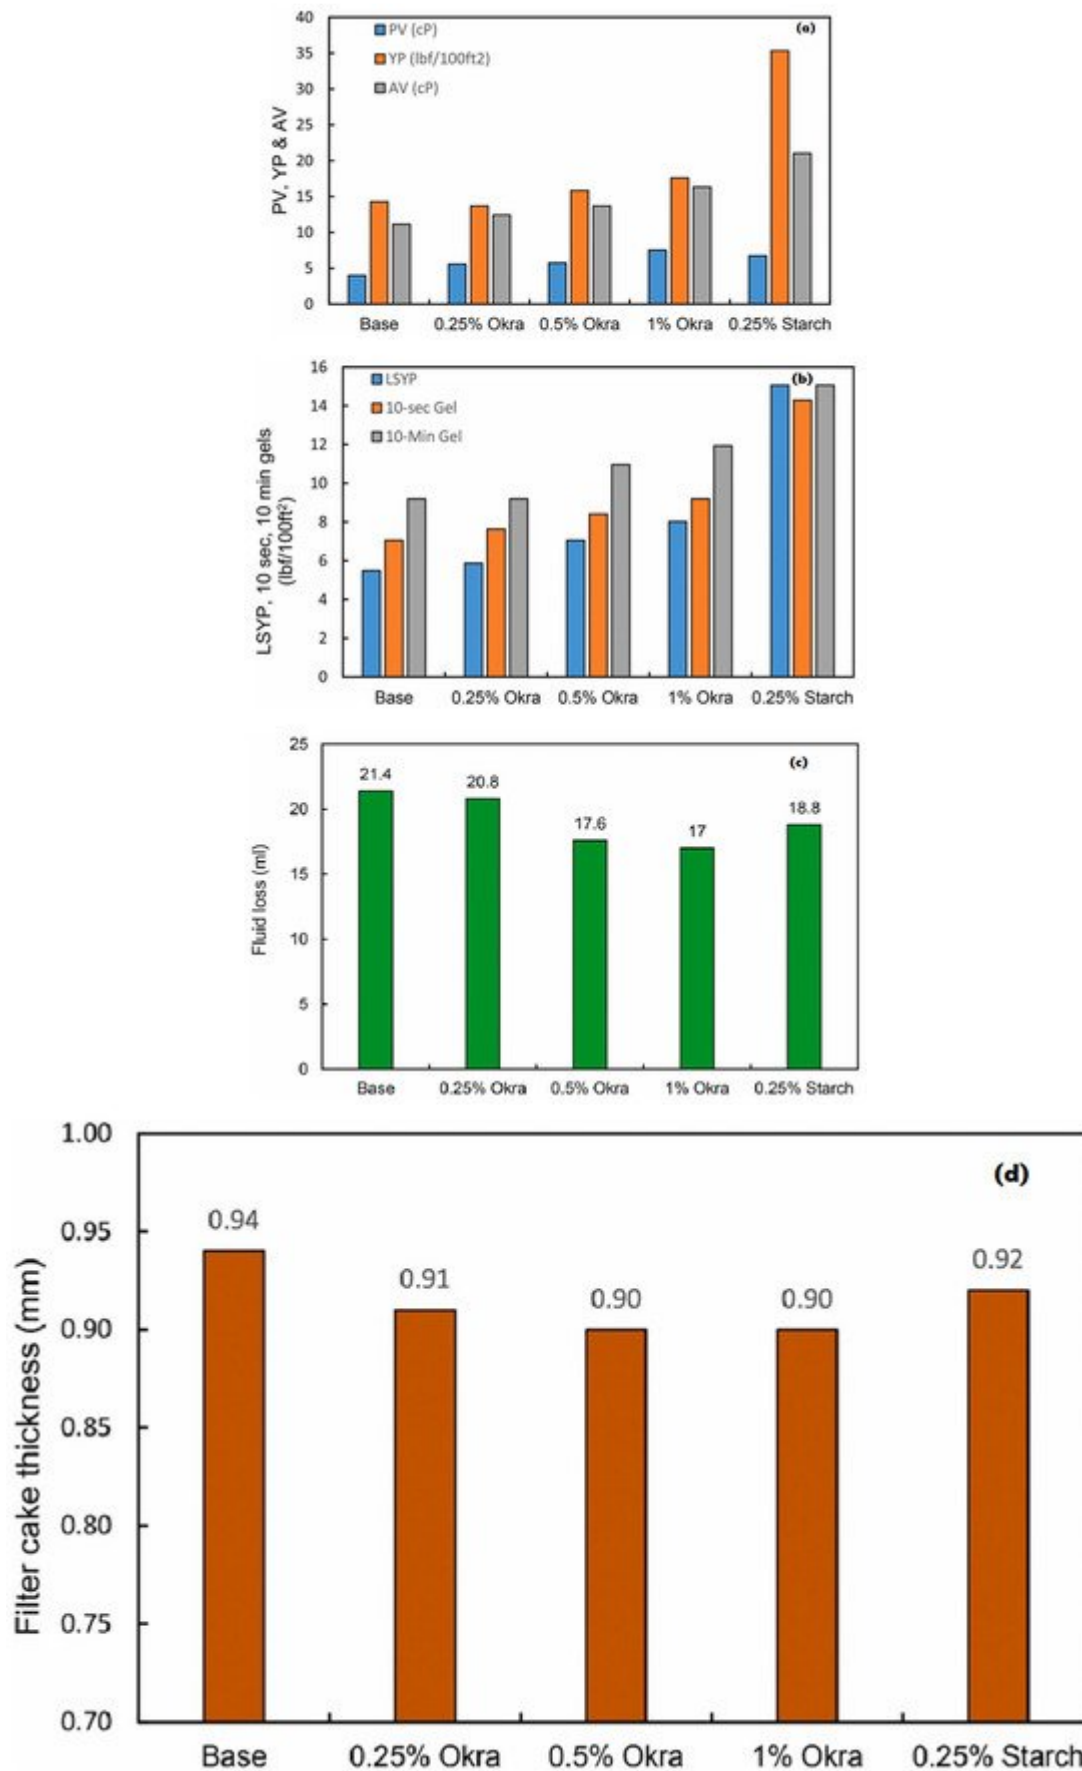 40
35
30
25
20
15
10
5
0
PV, YP & AV
PV (cP)
YP (lbf/100ft2)
AV (cP)
(a)
Base 0.25% Okra 0.5% Okra 1% Okra 0.25% Starch
16
14
12
10
8
6
4
2
0
LSYP, 10 sec, 10 min gels
(lbf/100ft²)
LSYP
10-sec Gel
10-Min Gel
(b)
Base 0.25% Okra 0.5% Okra 1% Okra 0.25% Starch
25
20
15
10
5
0
Fluid loss (ml)
(c)
21.4 20.8 17.6 17 18.8
Base 0.25% Okra 0.5% Okra 1% Okra 0.25% Starch
1.00
0.95
0.90
0.85
0.80
0.75
0.70
Filter cake thickness (mm)
(d)
0.94 0.91 0.90 0.90 0.92
Base 0.25% Okra 0.5% Okra 1% Okra 0.25% Starch